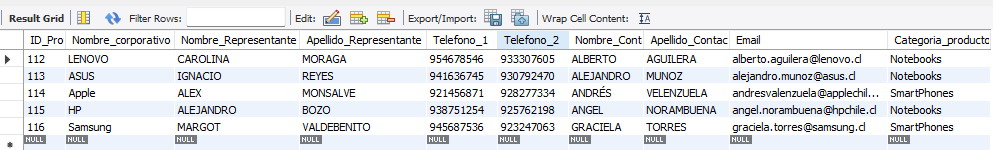 Result Grid Filter Rows: Edit: Export/Import: Wrap Cell Content: IA
ID_Pro Nombre_corporativo Nombre_Representante Apellido_Representante Telefono_1 Telefono_2 Nombre_Cont Apellido_Contac Email Categoria_producto
112 LENOVO CAROLINA MORAGA 954678546 933307605 ALBERTO AGUILERA alberto.aguilera@lenovo.cl Notebooks
113 ASUS IGNACIO REYES 941636745 930792470 ALEJANDRO MUNOZ alejandro.munoz@asus.cl Notebooks
114 Apple ALEX MONSALVE 921456871 928277334 ANDRÉS VELENZUELA andresvalenzuela@applechil... SmartPhones
115 HP ALEJANDRO BOZO 938751254 925762198 ANGEL NORAMBUENA angel.norambuena@hpchile.cl Notebooks
116 Samsung MARGOT VALDEBENITO 945687536 923247063 GRACIELA TORRES graciela.torres@samsung.cl SmartPhones
NULL NULL NULL NULL NULL NULL NULL NULL NULL NULL